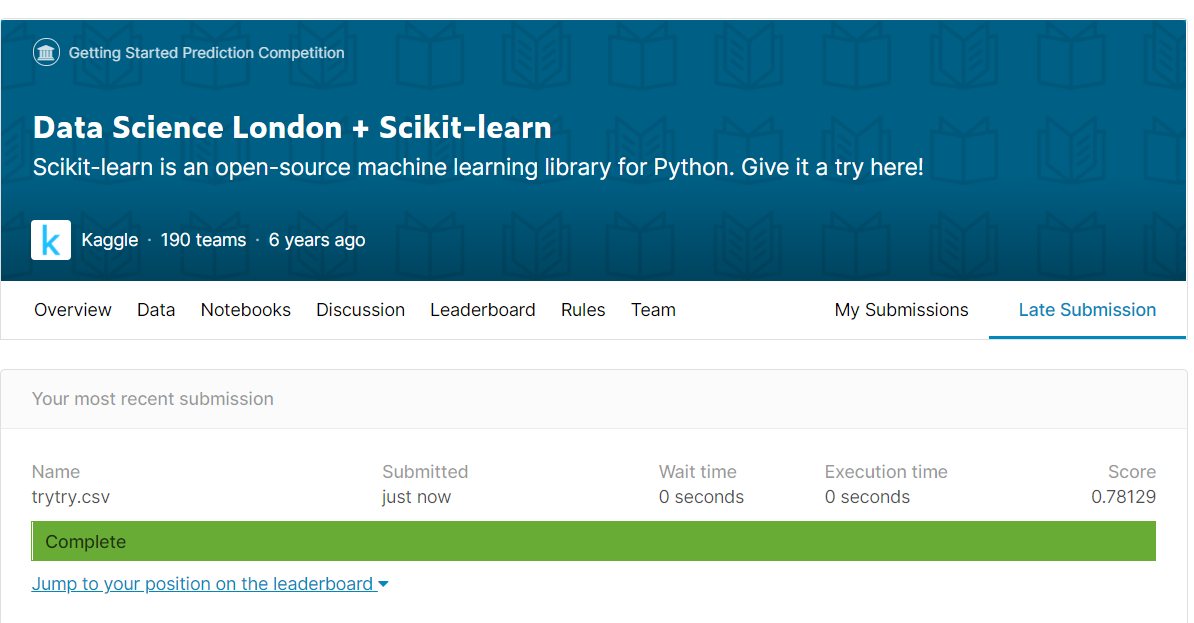 Getting Started Prediction Competition
Data Science London + Scikit-learn
Scikit-learn is an open-source machine learning library for Python. Give it a try here!
k Kaggle · 190 teams · 6 years ago
Overview Data Notebooks Discussion Leaderboard Rules Team My Submissions Late Submission
Your most recent submission
Name Submitted Wait time Execution time Score
trytry.csv just now 0 seconds 0 seconds 0.78129
Complete
Jump to your position on the leaderboard